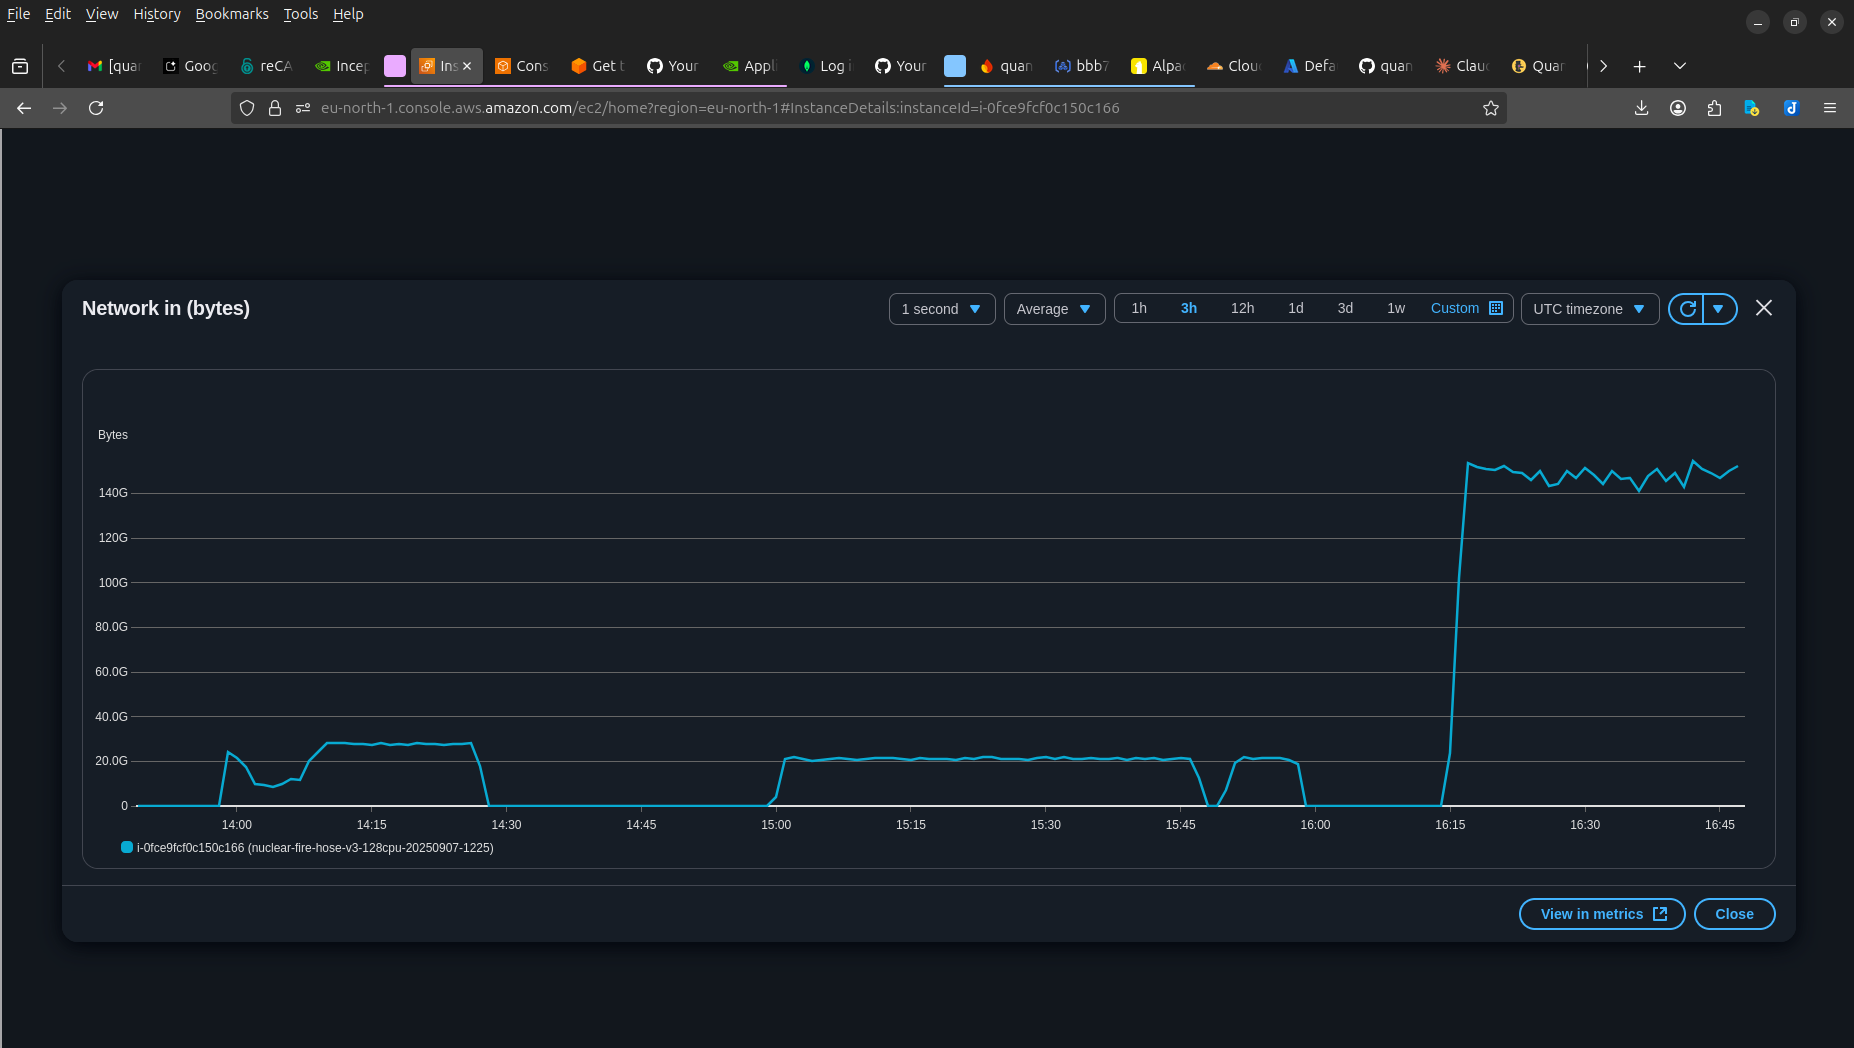 File Edit View History Bookmarks Tools Help
[quar Goog reCA Incep Ins Cons Get t Your Appli Log i Your quan bbb7 Alpac Clou Defa quan Clau Quar
eu-north-1.console.aws.amazon.com/ec2/home?region=eu-north-1#InstanceDetails:instanceId=i-0fce9fcf0c150c166
Network in (bytes)
1 second Average 1h 3h 12h 1d 3d 1w Custom UTC timezone
Bytes
140G
120G
100G
80.0G
60.0G
40.0G
20.0G
0
14:00 14:15 14:30 14:45 15:00 15:15 15:30 15:45 16:00 16:15 16:30 16:45
i-0fce9fcf0c150c166 (nuclear-fire-hose-v3-128cpu-20250907-1225)
View in metrics Close